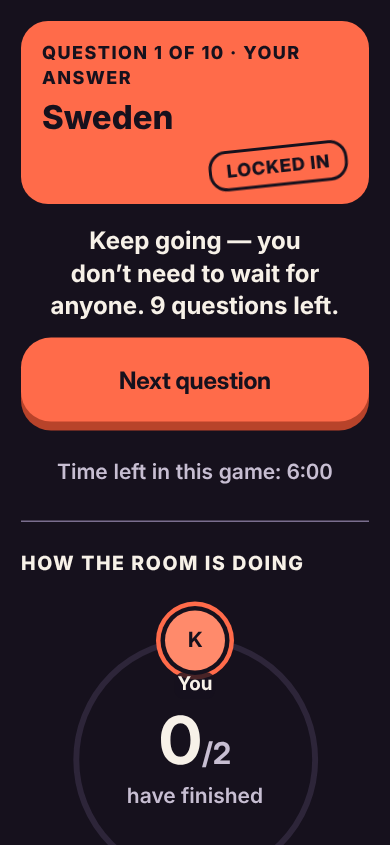 QUESTION 1 OF 10 · YOUR
ANSWER
Sweden
LOCKED IN
Keep going — you
don’t need to wait for
anyone. 9 questions left.
Next question
Time left in this game: 6:00
HOW THE ROOM IS DOING
K
You
0/2
have finished